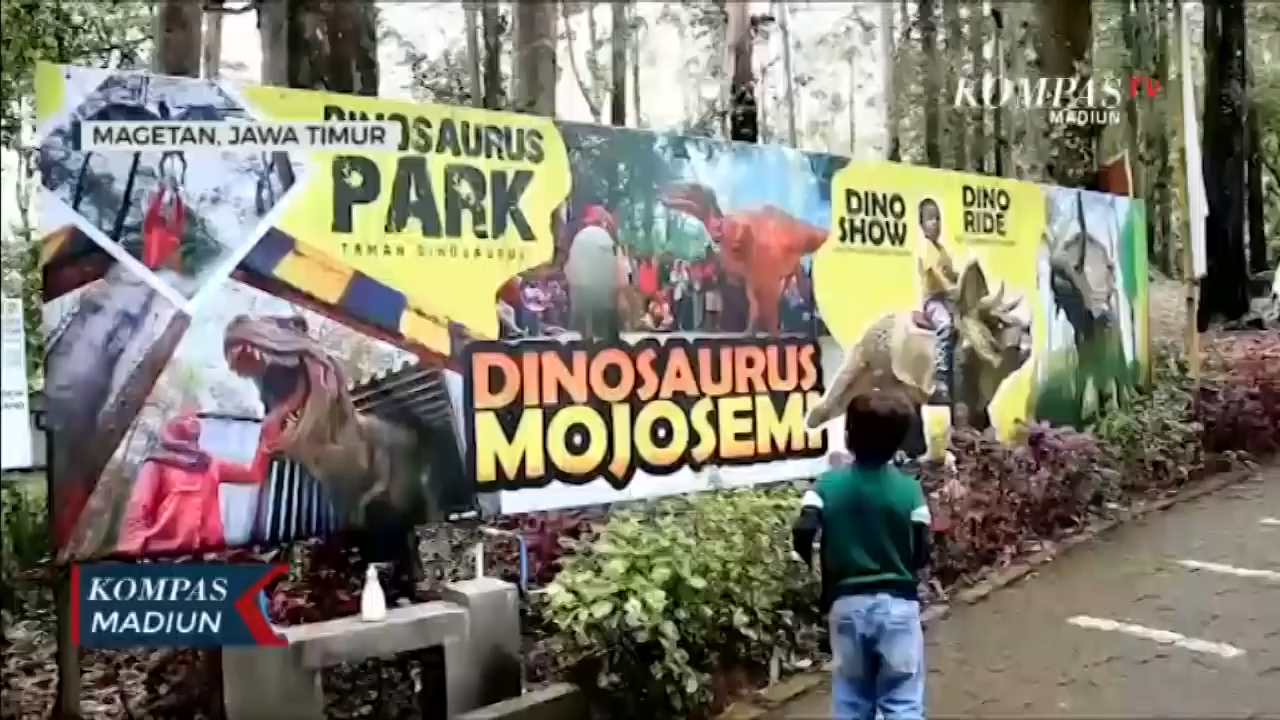 KOMPAS TV
MADIUN
MAGETAN, JAWA TIMUR
DINOSAURUS
PARK
TAMAN DINOSAURUS
DINO
SHOW
DINO
RIDE
DINOSAURUS
MOJOSEMI
KOMPAS
MADIUN